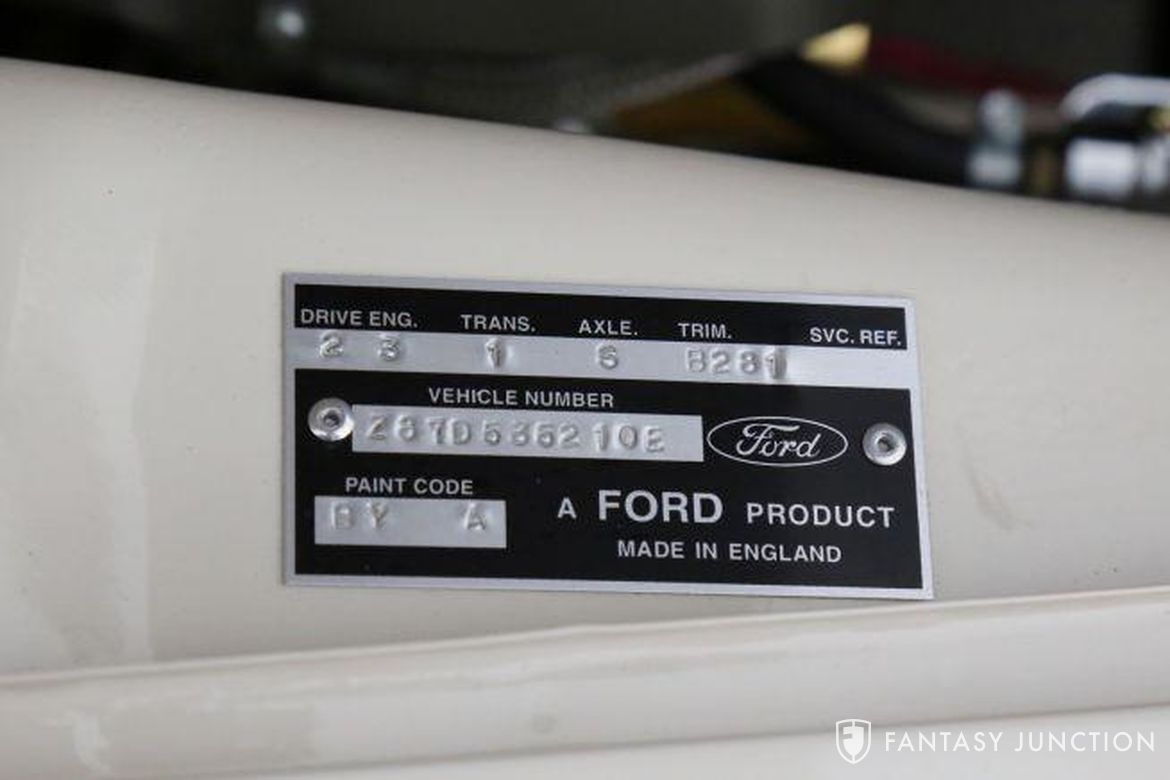 DRIVE ENG. TRANS. AXLE. TRIM. SVC. REF.
2 3 1 S B281
VEHICLE NUMBER
Z67D535210E
Ford
PAINT CODE
BY A
A FORD PRODUCT
MADE IN ENGLAND
FANTASY JUNCTION